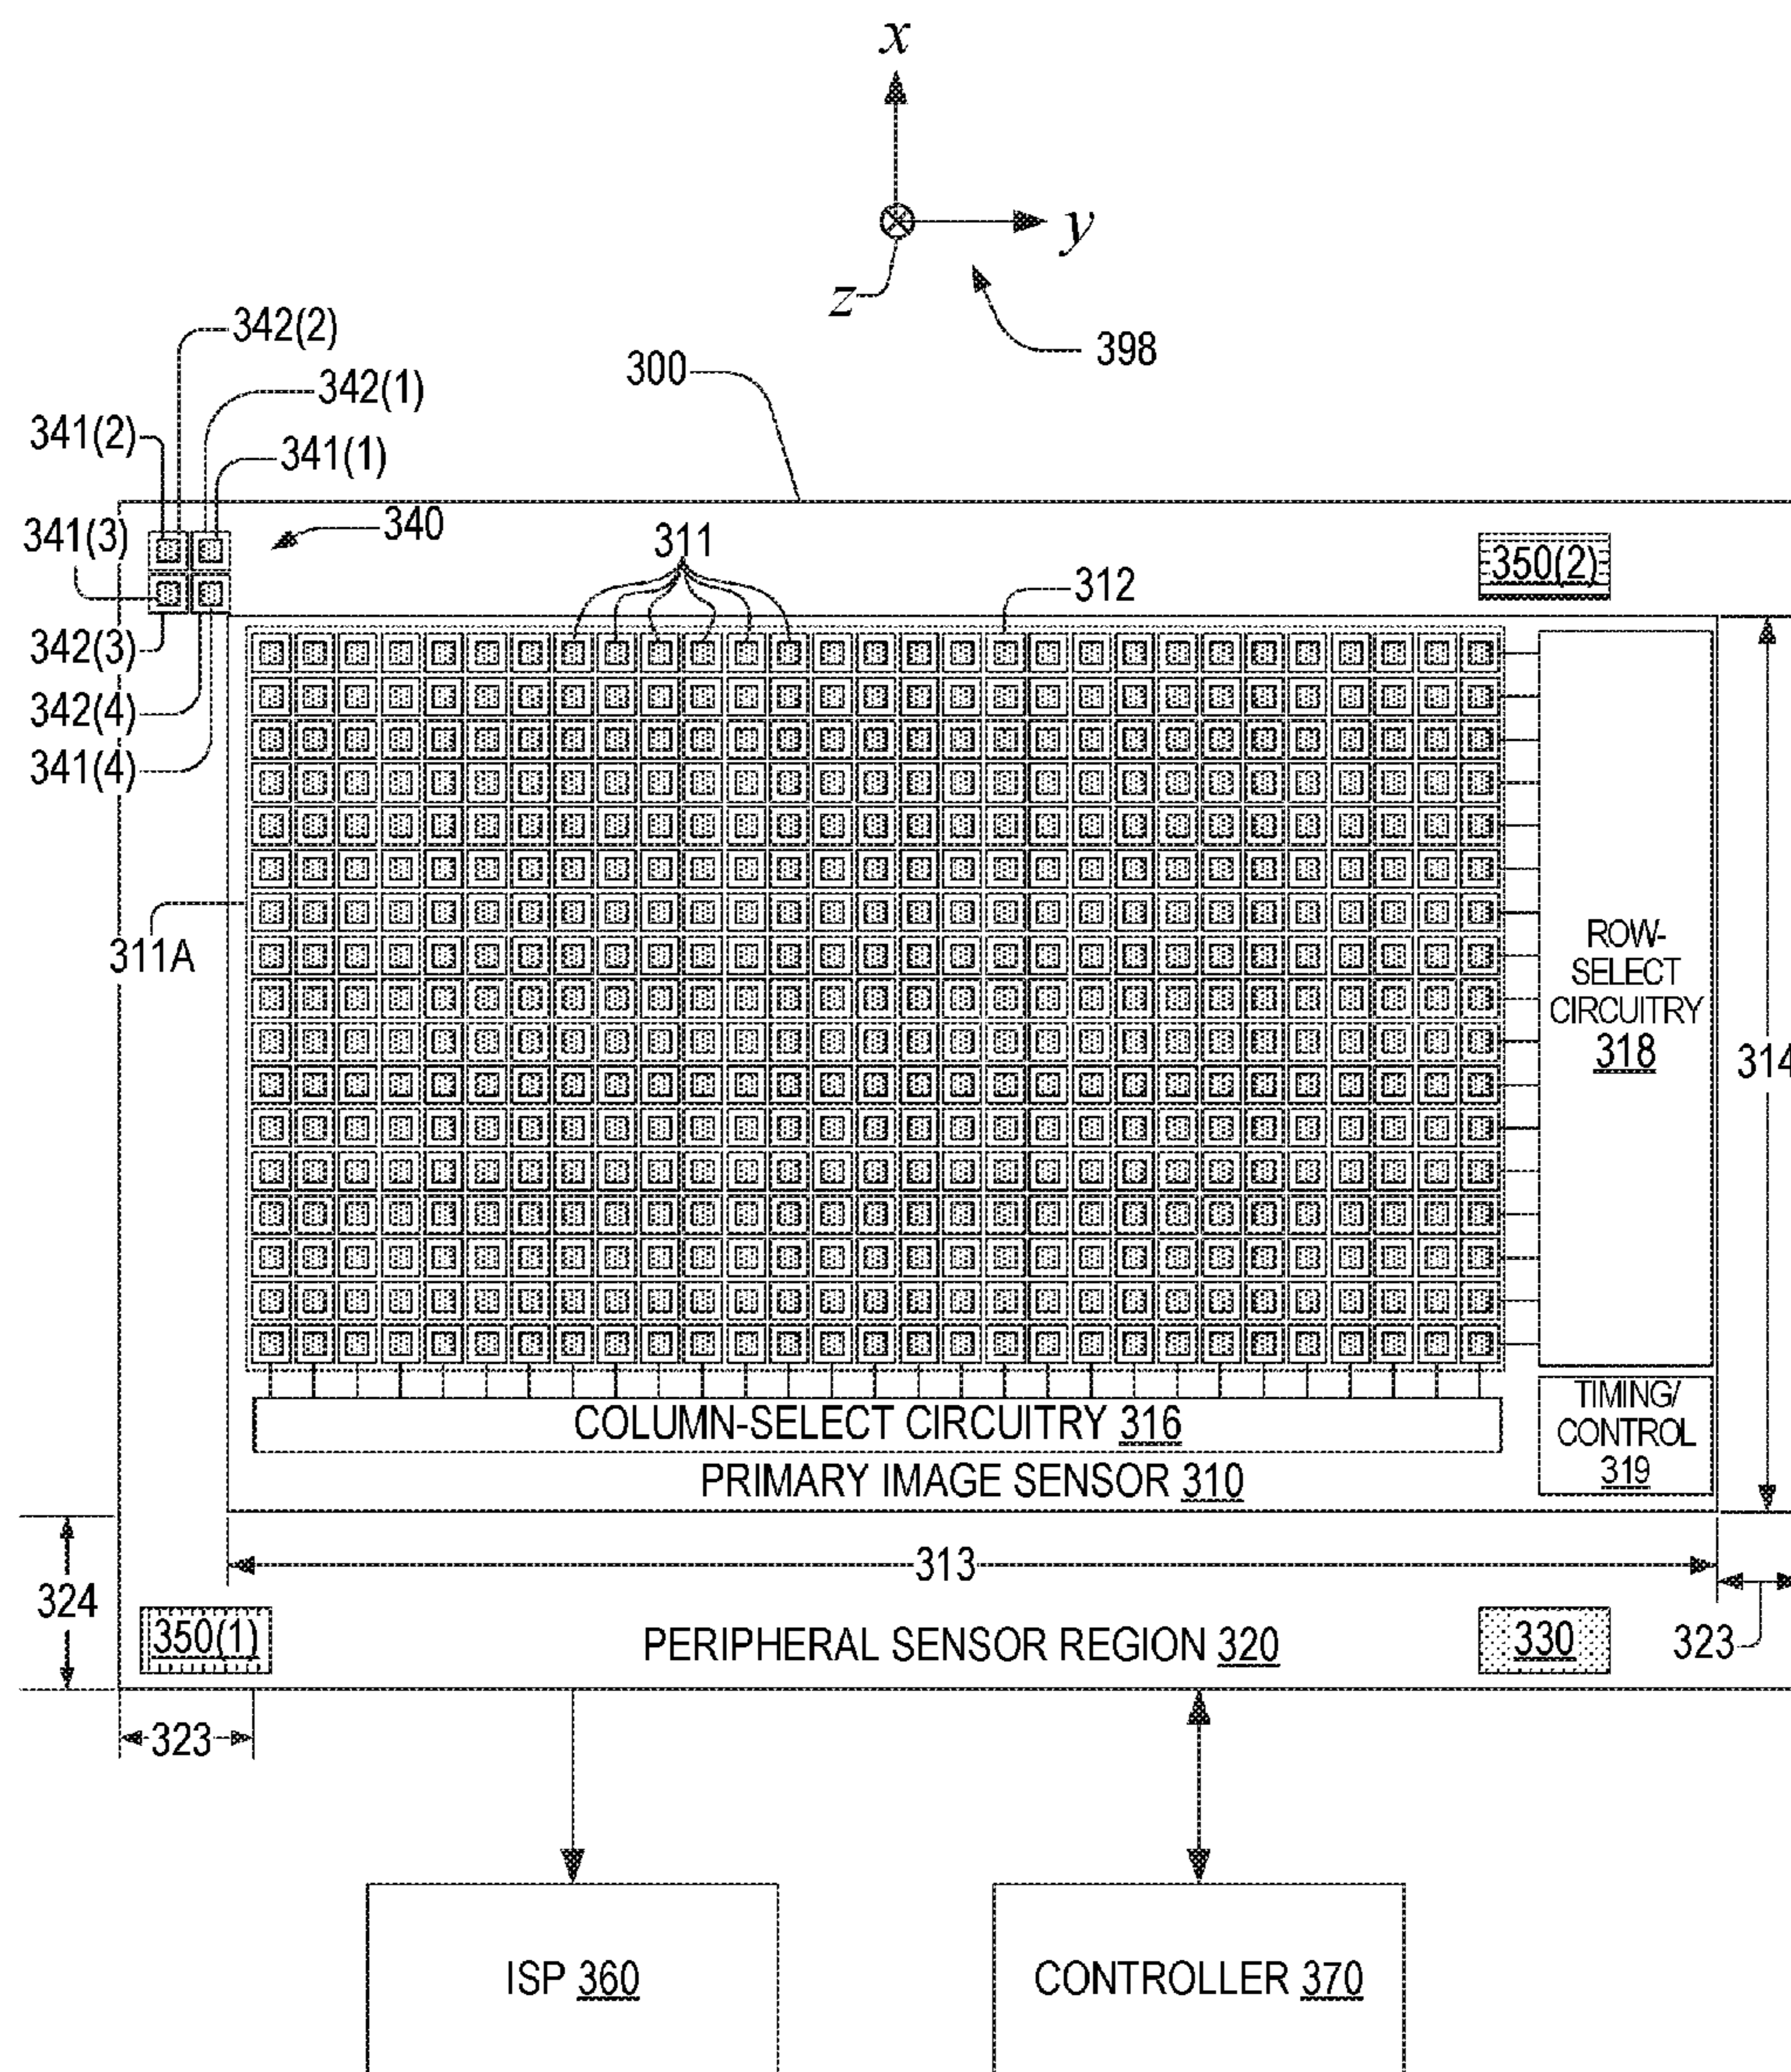 x
y
z
398
342(2)
300
342(1)
341(2)
341(1)
340
341(3)
311
350(2)
312
342(3)
342(4)
341(4)
311A
ROW-
SELECT
CIRCUITRY
318
314
COLUMN-SELECT CIRCUITRY 316
TIMING/
CONTROL
319
PRIMARY IMAGE SENSOR 310
313
324
350(1)
PERIPHERAL SENSOR REGION 320
330
323
323
ISP 360
CONTROLLER 370